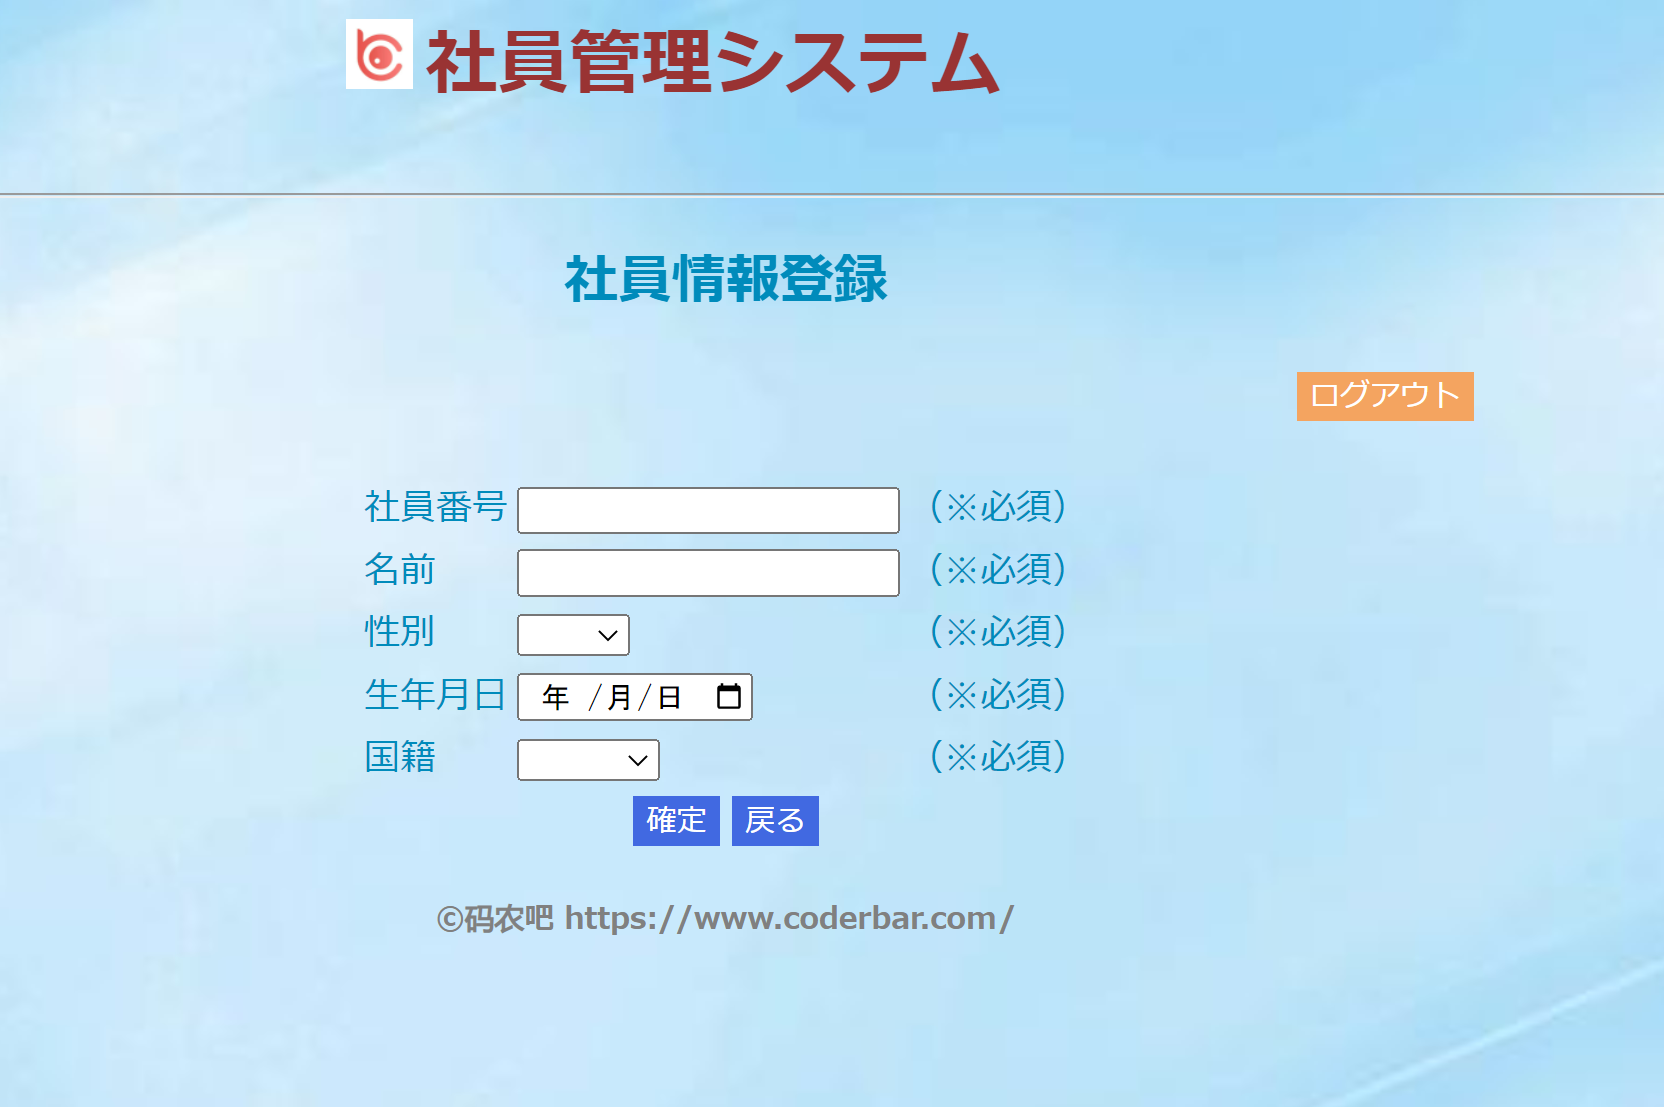 社員管理システム
社員情報登録
ログアウト
社員番号 （※必須）
名前 （※必須）
性別 （※必須）
生年月日 年 /月/日 （※必須）
国籍 （※必須）
確定 戻る
©码农吧 https://www.coderbar.com/